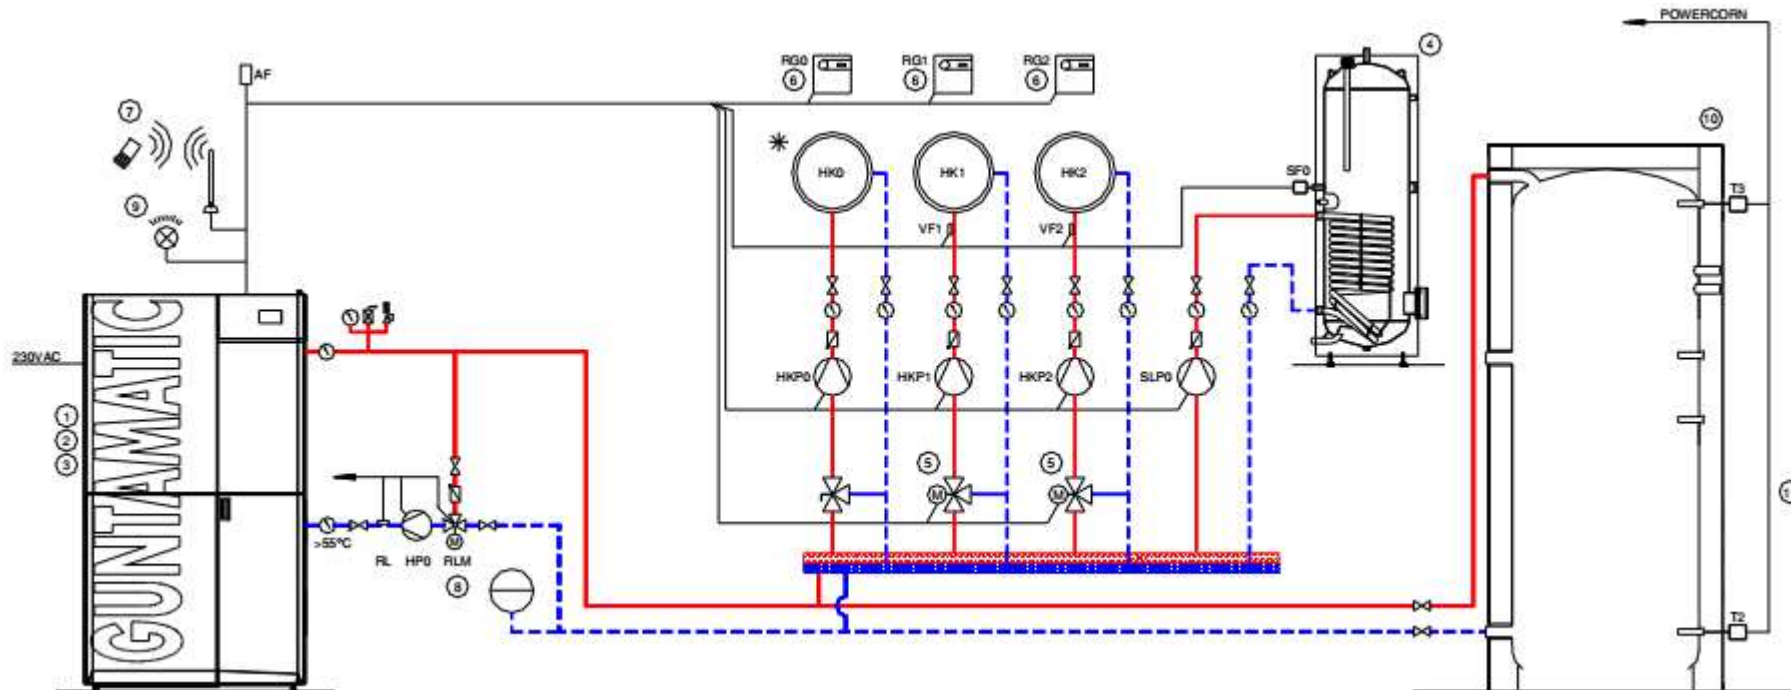 POWERCORN
4
RG0
RG1
RG2
6
6
6
AF
7
10
HK0
HK1
HK2
SF0
T3
9
VF1
VF2
230VAC
HKP0
HKP1
HKP2
SLP0
1
2
3
GUNTAMATIC
5
5
M
M
>55°C
RL
HP0
RLM
M
8
T2